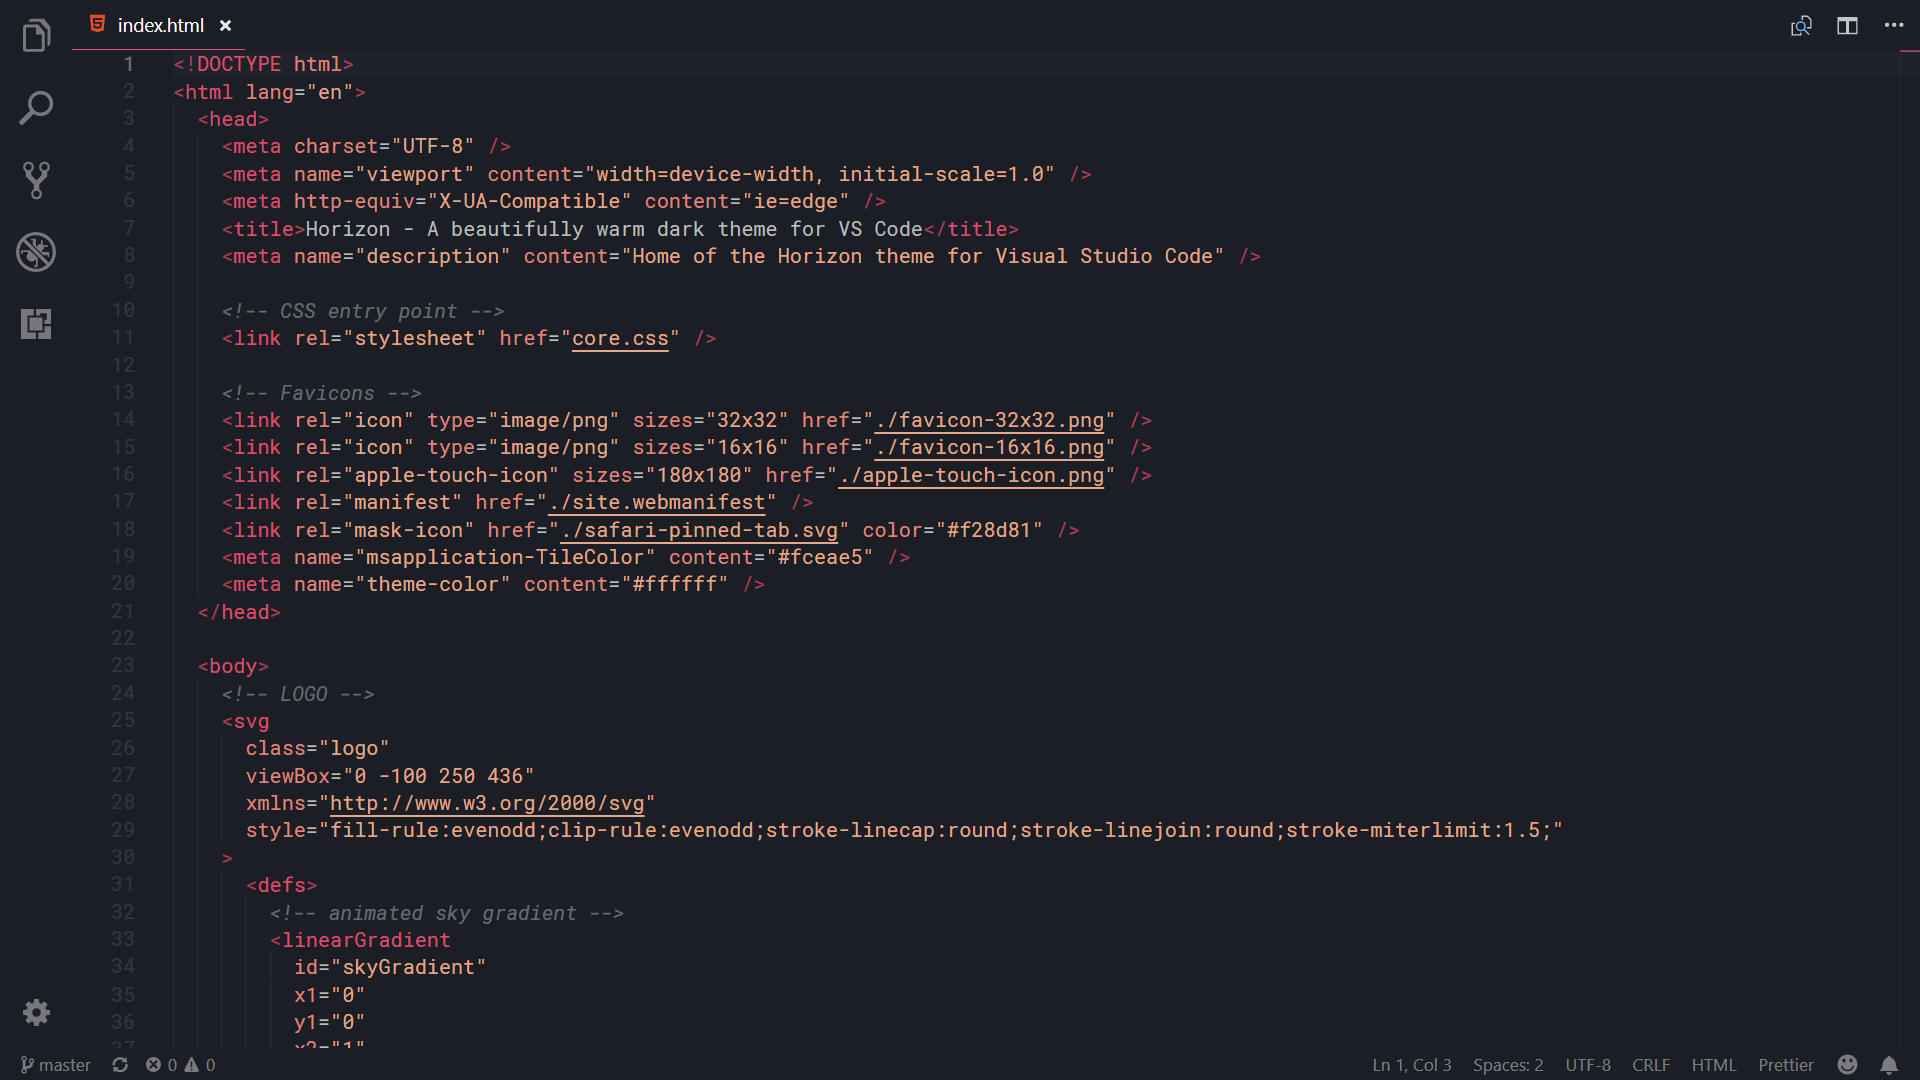 index.html ×
1 <!DOCTYPE html>
2 <html lang="en">
3 <head>
4 <meta charset="UTF-8" />
5 <meta name="viewport" content="width=device-width, initial-scale=1.0" />
6 <meta http-equiv="X-UA-Compatible" content="ie=edge" />
7 <title>Horizon - A beautifully warm dark theme for VS Code</title>
8 <meta name="description" content="Home of the Horizon theme for Visual Studio Code" />
9
10 <!-- CSS entry point -->
11 <link rel="stylesheet" href="core.css" />
12
13 <!-- Favicons -->
14 <link rel="icon" type="image/png" sizes="32x32" href="./favicon-32x32.png" />
15 <link rel="icon" type="image/png" sizes="16x16" href="./favicon-16x16.png" />
16 <link rel="apple-touch-icon" sizes="180x180" href="./apple-touch-icon.png" />
17 <link rel="manifest" href="./site.webmanifest" />
18 <link rel="mask-icon" href="./safari-pinned-tab.svg" color="#f28d81" />
19 <meta name="msapplication-TileColor" content="#fceae5" />
20 <meta name="theme-color" content="#ffffff" />
21 </head>
22
23 <body>
24 <!-- LOGO -->
25 <svg
26 class="logo"
27 viewBox="0 -100 250 436"
28 xmlns="http://www.w3.org/2000/svg"
29 style="fill-rule:evenodd;clip-rule:evenodd;stroke-linecap:round;stroke-linejoin:round;stroke-miterlimit:1.5;"
30 >
31 <defs>
32 <!-- animated sky gradient -->
33 <linearGradient
34 id="skyGradient"
35 x1="0"
36 y1="0"
37 x2="1"
master 0 0 Ln 1, Col 3 Spaces: 2 UTF-8 CRLF HTML Prettier